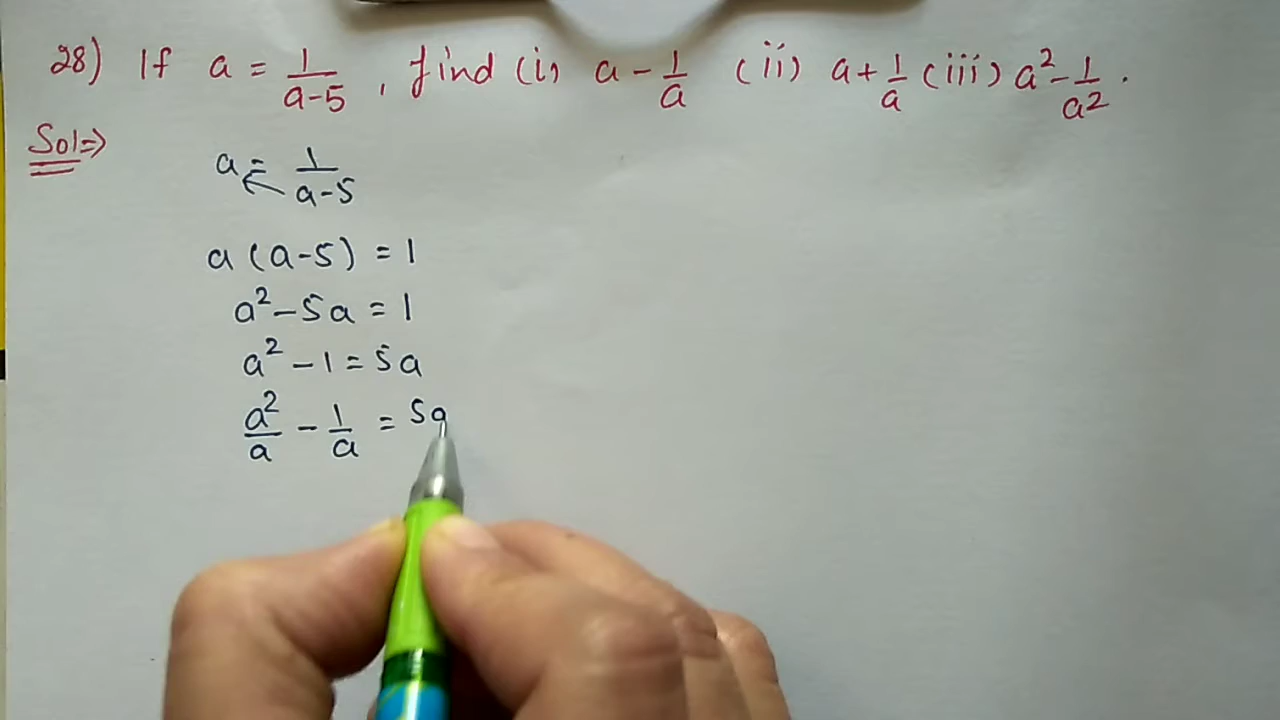 28) If a = 1/(a-5), find (i) a - 1/a (ii) a + 1/a (iii) a² - 1/a².
Sol⇒
a = 1/(a-5)
a (a-5) = 1
a² - 5a = 1
a² - 1 = 5a
a²/a - 1/a = 5a